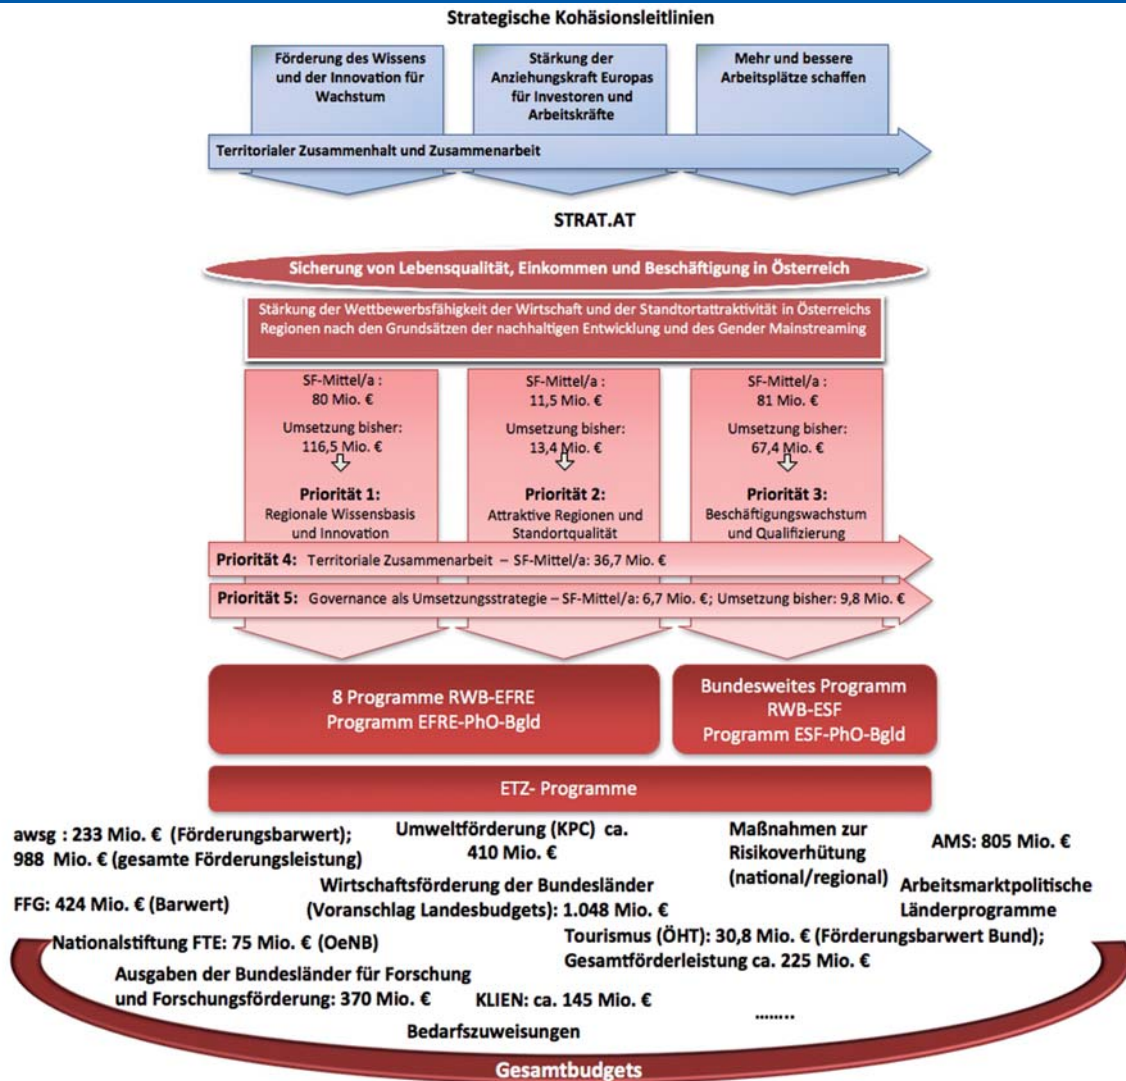 Strategische Kohäsionsleitlinien
Förderung des Wissens
und der Innovation für
Wachstum
Stärkung der
Anziehungskraft Europas
für Investoren und
Arbeitskräfte
Mehr und bessere
Arbeitsplätze schaffen
Territorialer Zusammenhalt und Zusammenarbeit
STRAT.AT
Sicherung von Lebensqualität, Einkommen und Beschäftigung in Österreich
Stärkung der Wettbewerbsfähigkeit der Wirtschaft und der Standtortattraktivität in Österreichs
Regionen nach den Grundsätzen der nachhaltigen Entwicklung und des Gender Mainstreaming
SF-Mittel/a :
80 Mio. €
Umsetzung bisher:
116,5 Mio. €
Priorität 1:
Regionale Wissensbasis
und Innovation
SF-Mittel/a :
11,5 Mio. €
Umsetzung bisher:
13,4 Mio. €
Priorität 2:
Attraktive Regionen und
Standortqualität
SF-Mittel/a :
81 Mio. €
Umsetzung bisher:
67,4 Mio. €
Priorität 3:
Beschäftigungswachstum
und Qualifizierung
Priorität 4: Territoriale Zusammenarbeit – SF-Mittel/a: 36,7 Mio. €
Priorität 5: Governance als Umsetzungsstrategie – SF-Mittel/a: 6,7 Mio. €; Umsetzung bisher: 9,8 Mio. €
8 Programme RWB-EFRE
Programm EFRE-PhO-Bgld
Bundesweites Programm
RWB-ESF
Programm ESF-PhO-Bgld
ETZ- Programme
awsg : 233 Mio. € (Förderungsbarwert);
988 Mio. € (gesamte Förderungsleistung)
Umweltförderung (KPC) ca.
410 Mio. €
Maßnahmen zur
Risikoverhütung
(national/regional)
AMS: 805 Mio. €
FFG: 424 Mio. € (Barwert)
Wirtschaftsförderung der Bundesländer
(Voranschlag Landesbudgets): 1.048 Mio. €
Arbeitsmarktpolitische
Länderprogramme
Nationalstiftung FTE: 75 Mio. € (OeNB)
Tourismus (ÖHT): 30,8 Mio. € (Förderungsbarwert Bund);
Gesamtförderleistung ca. 225 Mio. €
Ausgaben der Bundesländer für Forschung
und Forschungsförderung: 370 Mio. €
KLIEN: ca. 145 Mio. €
........
Bedarfszuweisungen
Gesamtbudgets